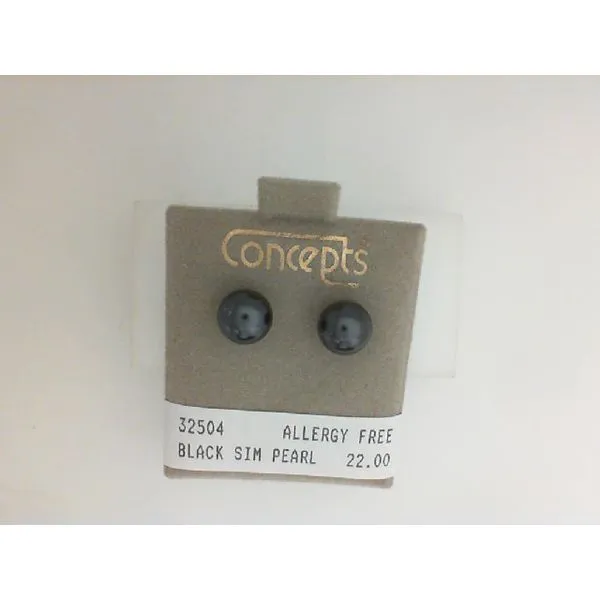 Concepts
32504 ALLERGY FREE
BLACK SIM PEARL 22.00